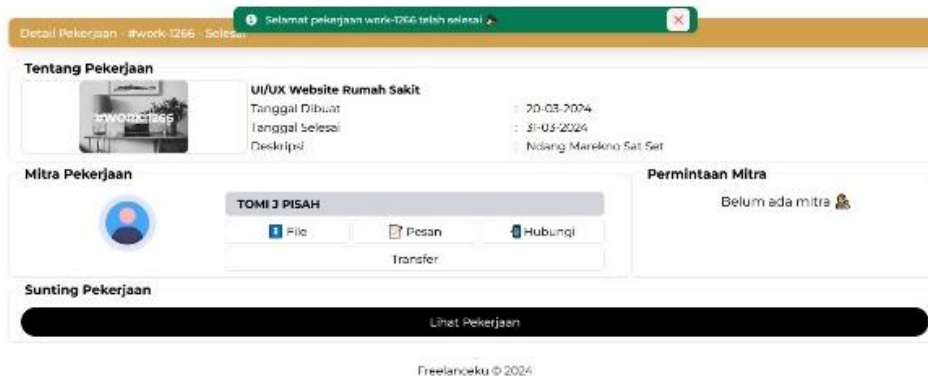 Selamat pekerjaan work-1266 telah selesai
Detail Pekerjaan - #work-1266 - Selesai
Tentang Pekerjaan
#WORK-1266
UI/UX Website Rumah Sakit
Tanggal Dibuat : 20-03-2024
Tanggal Selesai : 31-03-2024
Deskripsi : Ndang Marekno Sat Set
Mitra Pekerjaan
TOMI J PISAH
File Pesan Hubungi
Transfer
Permintaan Mitra
Belum ada mitra
Sunting Pekerjaan
Lihat Pekerjaan
Freelanceku © 2024